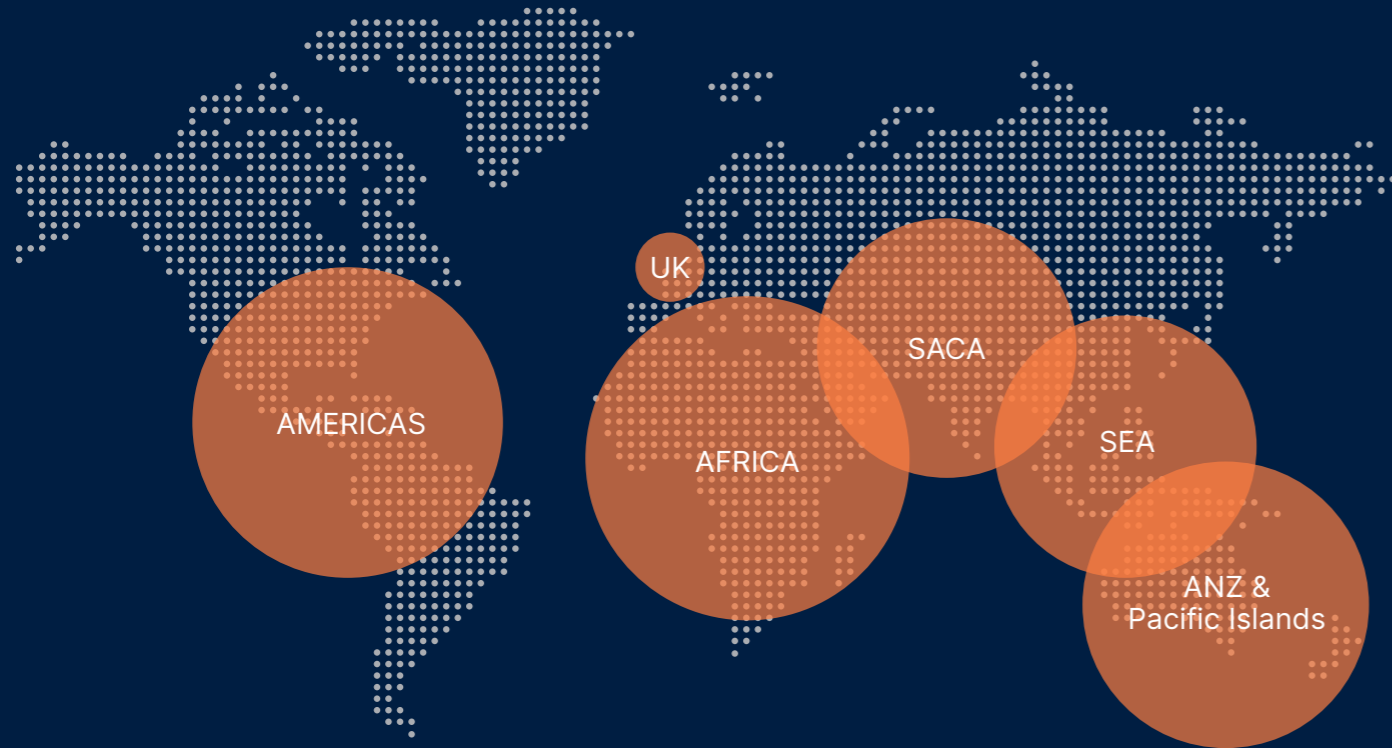 UK
SACA
AMERICAS
SEA
AFRICA
ANZ &
Pacific Islands